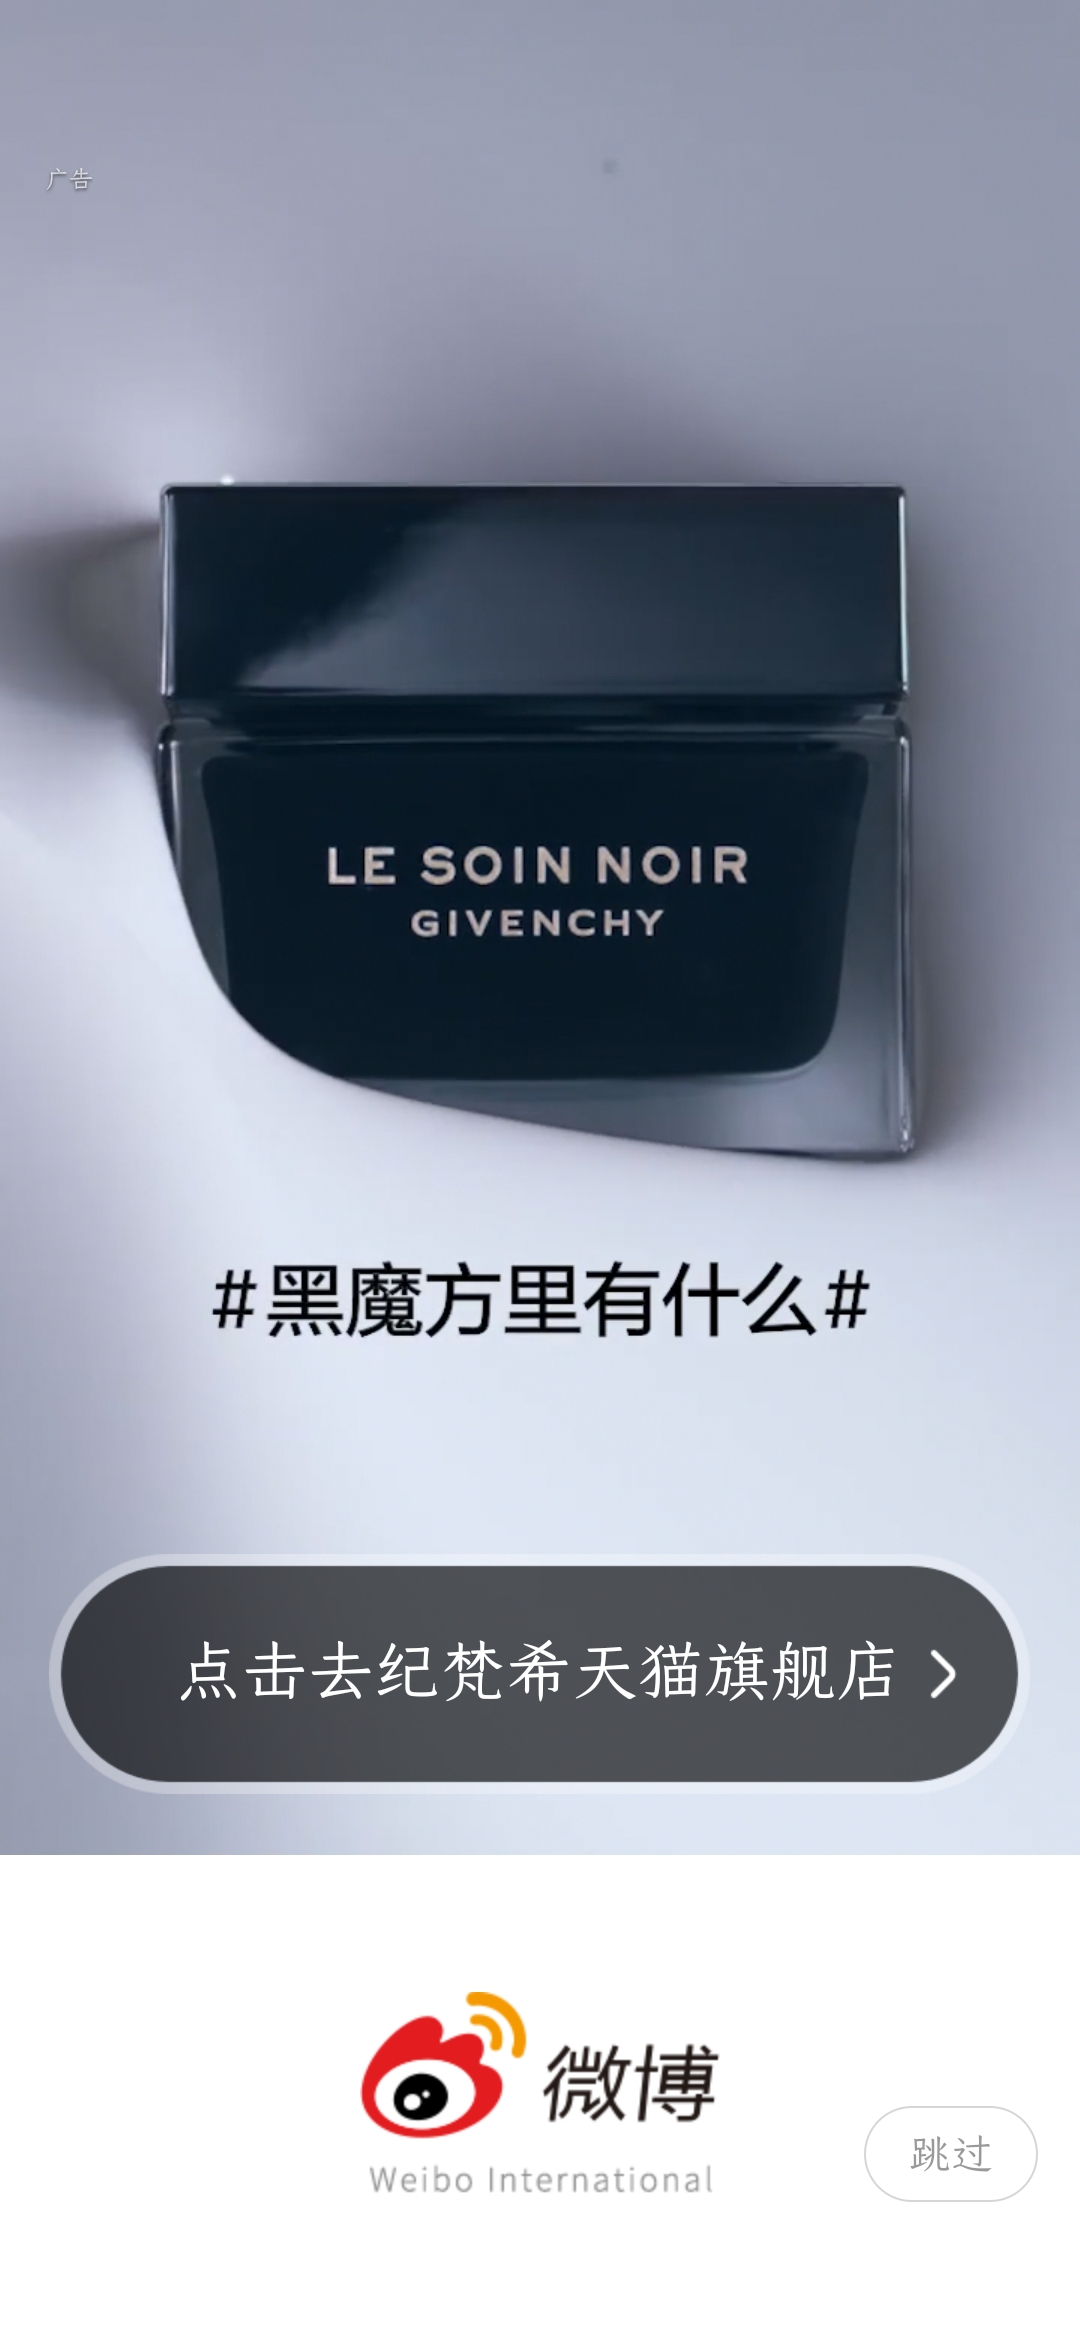 广告
LE SOIN NOIR
GIVENCHY
#黑魔方里有什么#
点击去纪梵希天猫旗舰店
微博
Weibo International
跳过